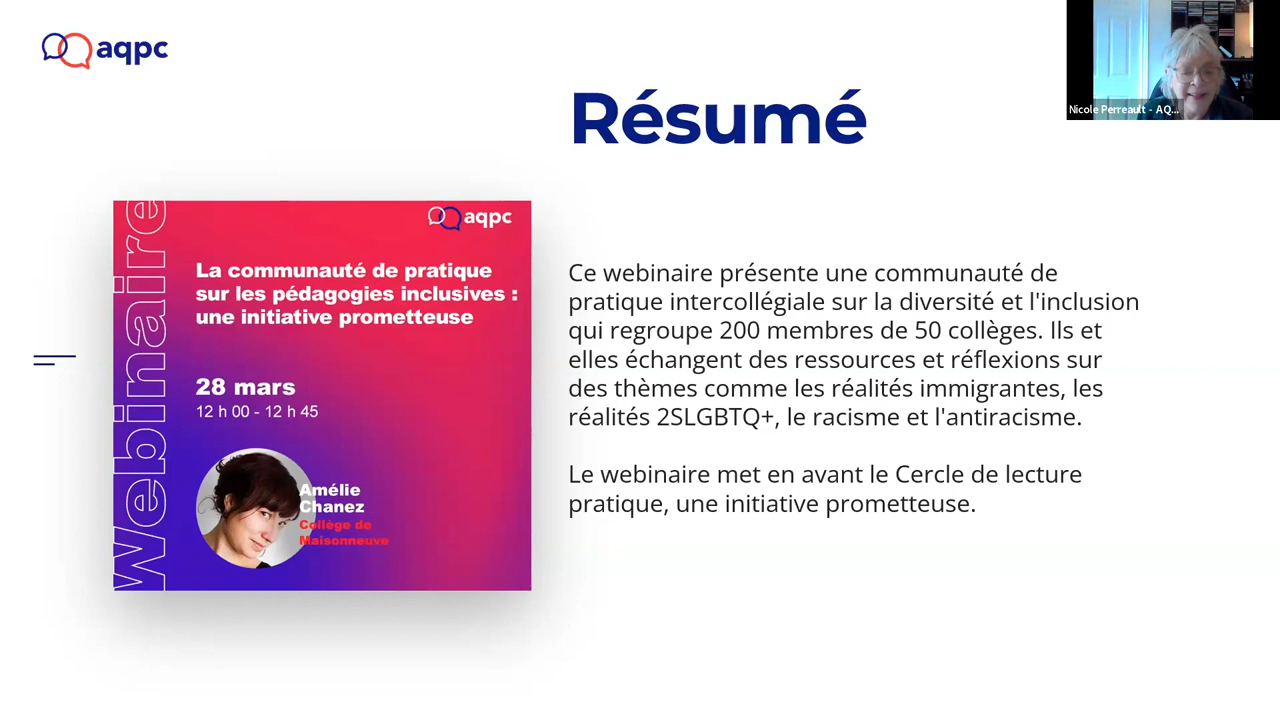 aqpc
Résumé
Nicole Perreault - AQ...
Webinaire
aqpc
La communauté de pratique
sur les pédagogies inclusives :
une initiative prometteuse
28 mars
12 h 00 - 12 h 45
Amélie
Chanez
Collège de
Maisonneuve
Ce webinaire présente une communauté de
pratique intercollégiale sur la diversité et l'inclusion
qui regroupe 200 membres de 50 collèges. Ils et
elles échangent des ressources et réflexions sur
des thèmes comme les réalités immigrantes, les
réalités 2SLGBTQ+, le racisme et l'antiracisme.
Le webinaire met en avant le Cercle de lecture
pratique, une initiative prometteuse.